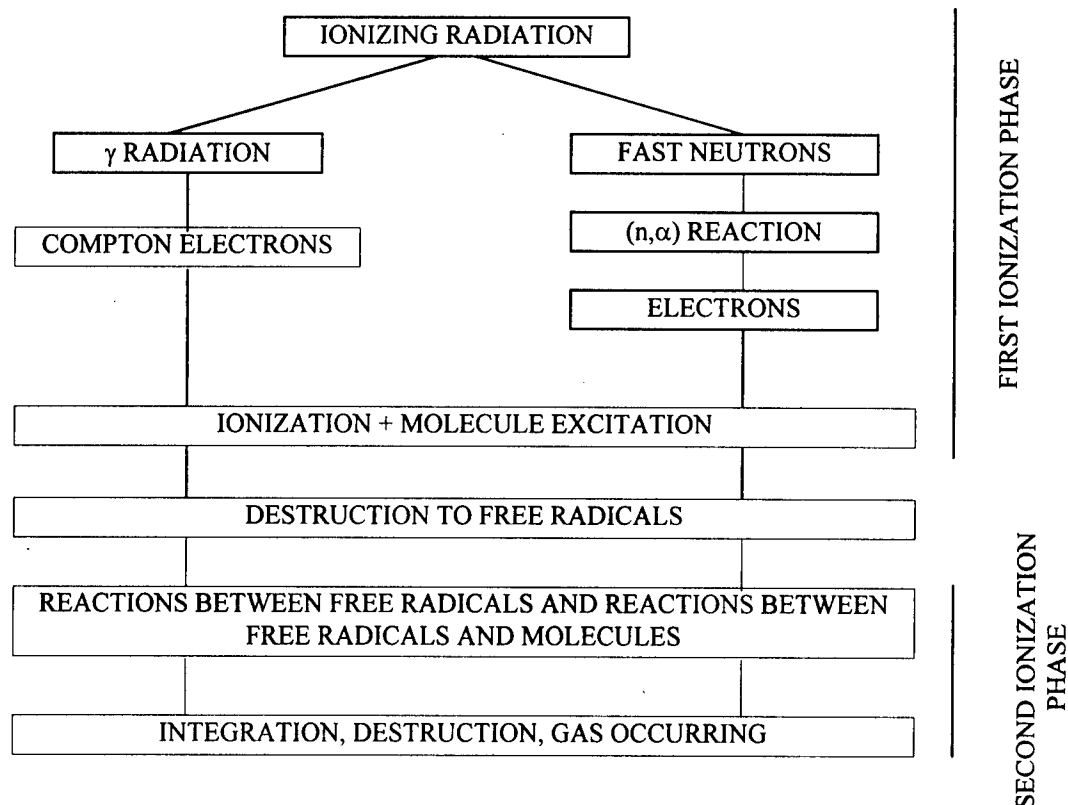 IONIZING RADIATION
γ RADIATION
FAST NEUTRONS
COMPTON ELECTRONS
(n,α) REACTION
ELECTRONS
IONIZATION + MOLECULE EXCITATION
DESTRUCTION TO FREE RADICALS
REACTIONS BETWEEN FREE RADICALS AND REACTIONS BETWEEN
FREE RADICALS AND MOLECULES
INTEGRATION, DESTRUCTION, GAS OCCURRING
FIRST IONIZATION PHASE
SECOND IONIZATION
PHASE